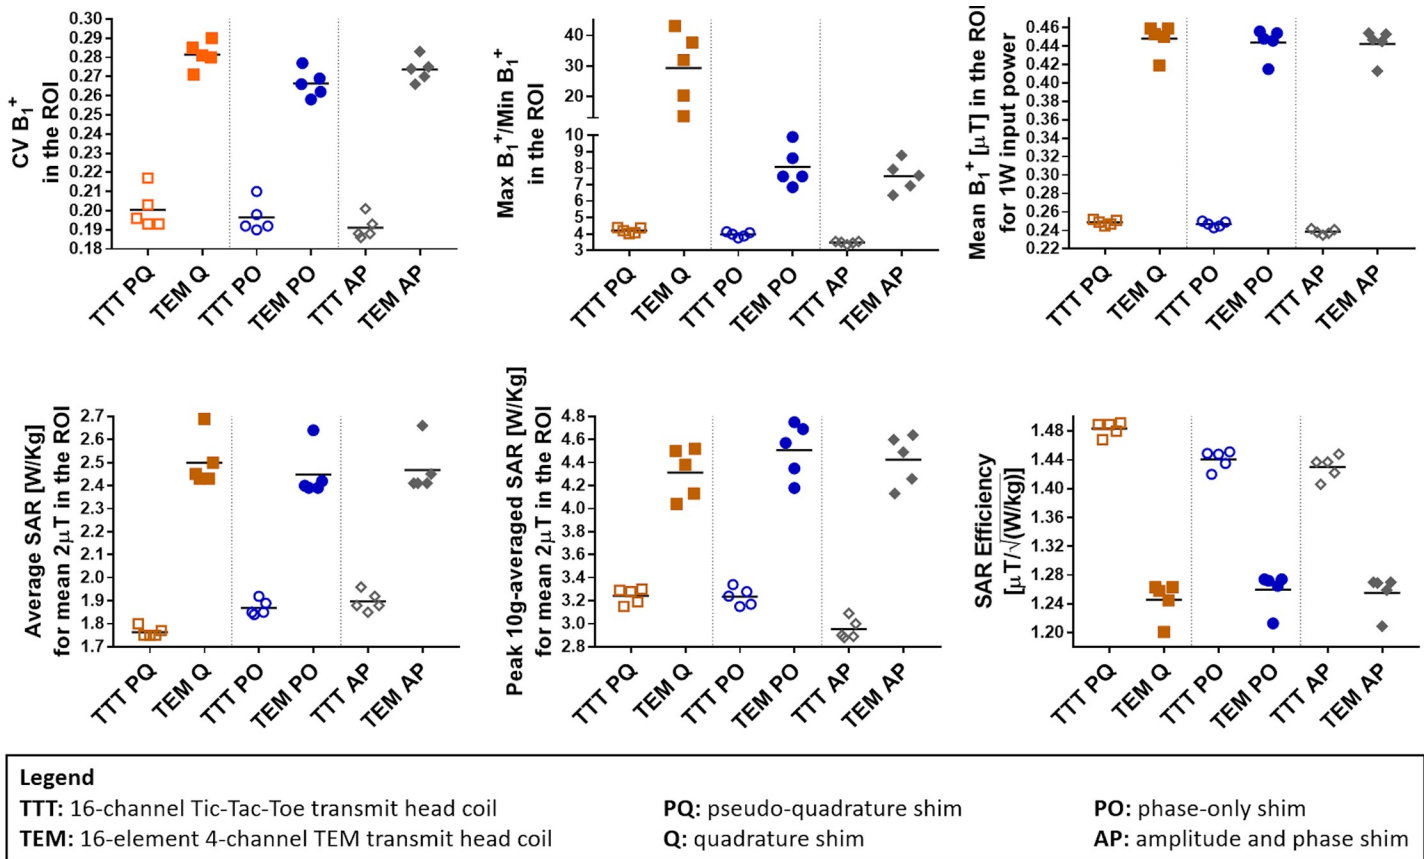 CV B₁⁺
in the ROI
0.30
0.29
0.28
0.27
0.26
0.25
0.24
0.23
0.22
0.21
0.20
0.19
0.18
TTT PQ
TEM Q
TTT PO
TEM PO
TTT AP
TEM AP
Max B₁⁺/Min B₁⁺
in the ROI
40
30
20
10
9
8
7
6
5
4
3
TTT PQ
TEM Q
TTT PO
TEM PO
TTT AP
TEM AP
Mean B₁⁺ [μT] in the ROI
for 1W input power
0.46
0.44
0.42
0.40
0.38
0.36
0.34
0.32
0.30
0.28
0.26
0.24
0.22
TTT PQ
TEM Q
TTT PO
TEM PO
TTT AP
TEM AP
Average SAR [W/Kg]
for mean 2μT in the ROI
2.7
2.6
2.5
2.4
2.3
2.2
2.1
2.0
1.9
1.8
1.7
TTT PQ
TEM Q
TTT PO
TEM PO
TTT AP
TEM AP
Peak 10g-averaged SAR [W/Kg]
for mean 2μT in the ROI
4.8
4.6
4.4
4.2
4.0
3.8
3.6
3.4
3.2
3.0
2.8
TTT PQ
TEM Q
TTT PO
TEM PO
TTT AP
TEM AP
SAR Efficiency
[μT/√(W/kg)]
1.48
1.44
1.40
1.36
1.32
1.28
1.24
1.20
TTT PQ
TEM Q
TTT PO
TEM PO
TTT AP
TEM AP
Legend
TTT: 16-channel Tic-Tac-Toe transmit head coil PQ: pseudo-quadrature shim PO: phase-only shim
TEM: 16-element 4-channel TEM transmit head coil Q: quadrature shim AP: amplitude and phase shim